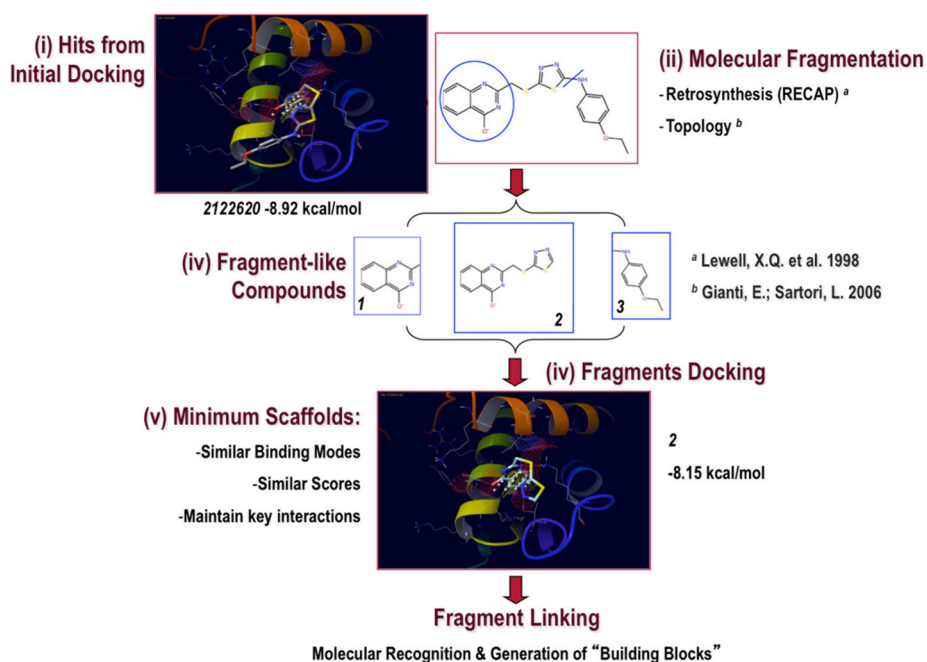 (i) Hits from
Initial Docking
(ii) Molecular Fragmentation
-Retrosynthesis (RECAP) a
-Topology b
2122620 -8.92 kcal/mol
(iv) Fragment-like
Compounds
1
2
3
a Lewell, X.Q. et al. 1998
b Gianti, E.; Sartori, L. 2006
(iv) Fragments Docking
(v) Minimum Scaffolds:
-Similar Binding Modes
-Similar Scores
-Maintain key interactions
2
-8.15 kcal/mol
Fragment Linking
Molecular Recognition & Generation of “Building Blocks”